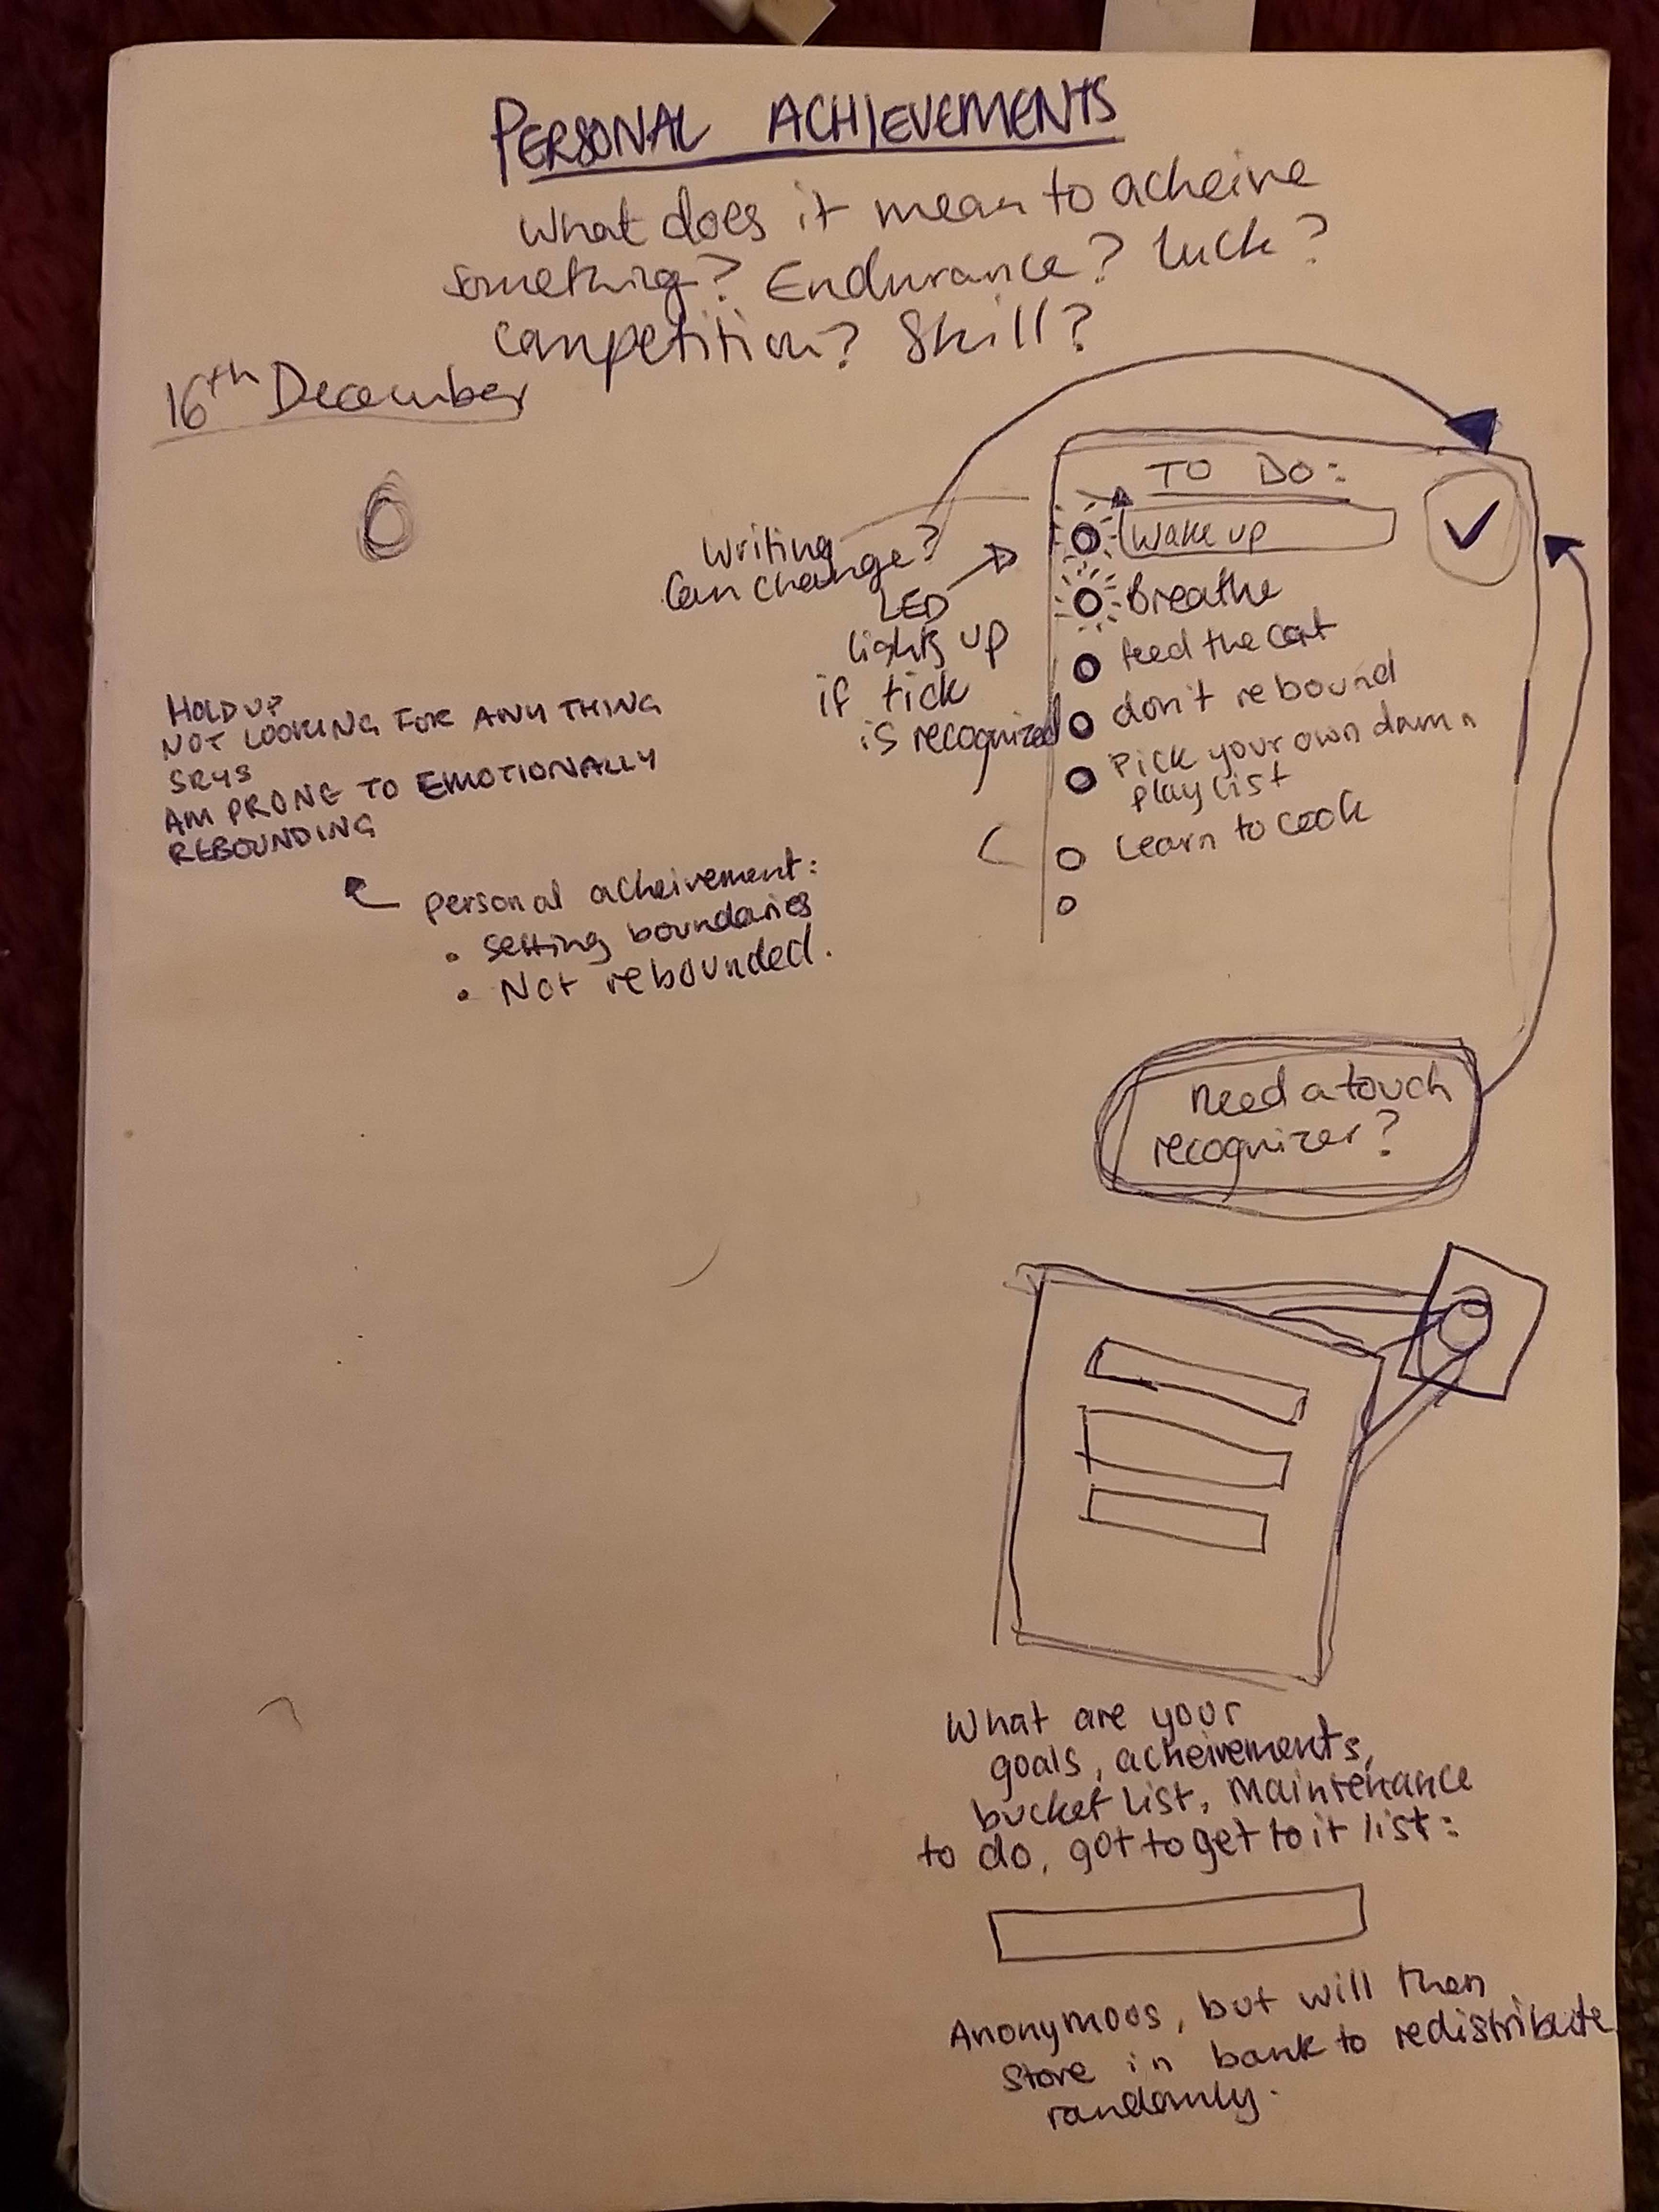 PERSONAL ACHIEVEMENTS
What does it mean to acheive
something? Endurance? Luck?
competition? Skill?
16th December
TO DO:
Wake up
Breathe
feed the cat
don't rebound
Pick your own damn
playlist
Learn to cook
Writing
Can change?
LED
lights up
if tick
is recognized
HOLD UP
NOT LOOKING FOR ANYTHING
SRYS
AM PRONE TO EMOTIONALLY
REBOUNDING
personal acheivement:
• setting boundaries
• Not rebounded.
Need a touch
recognizer?
What are your
goals, acheivements,
bucket list, maintenance
to do, got to get to it list:
Anonymous, but will then
store in bank to redistribute
randomly.